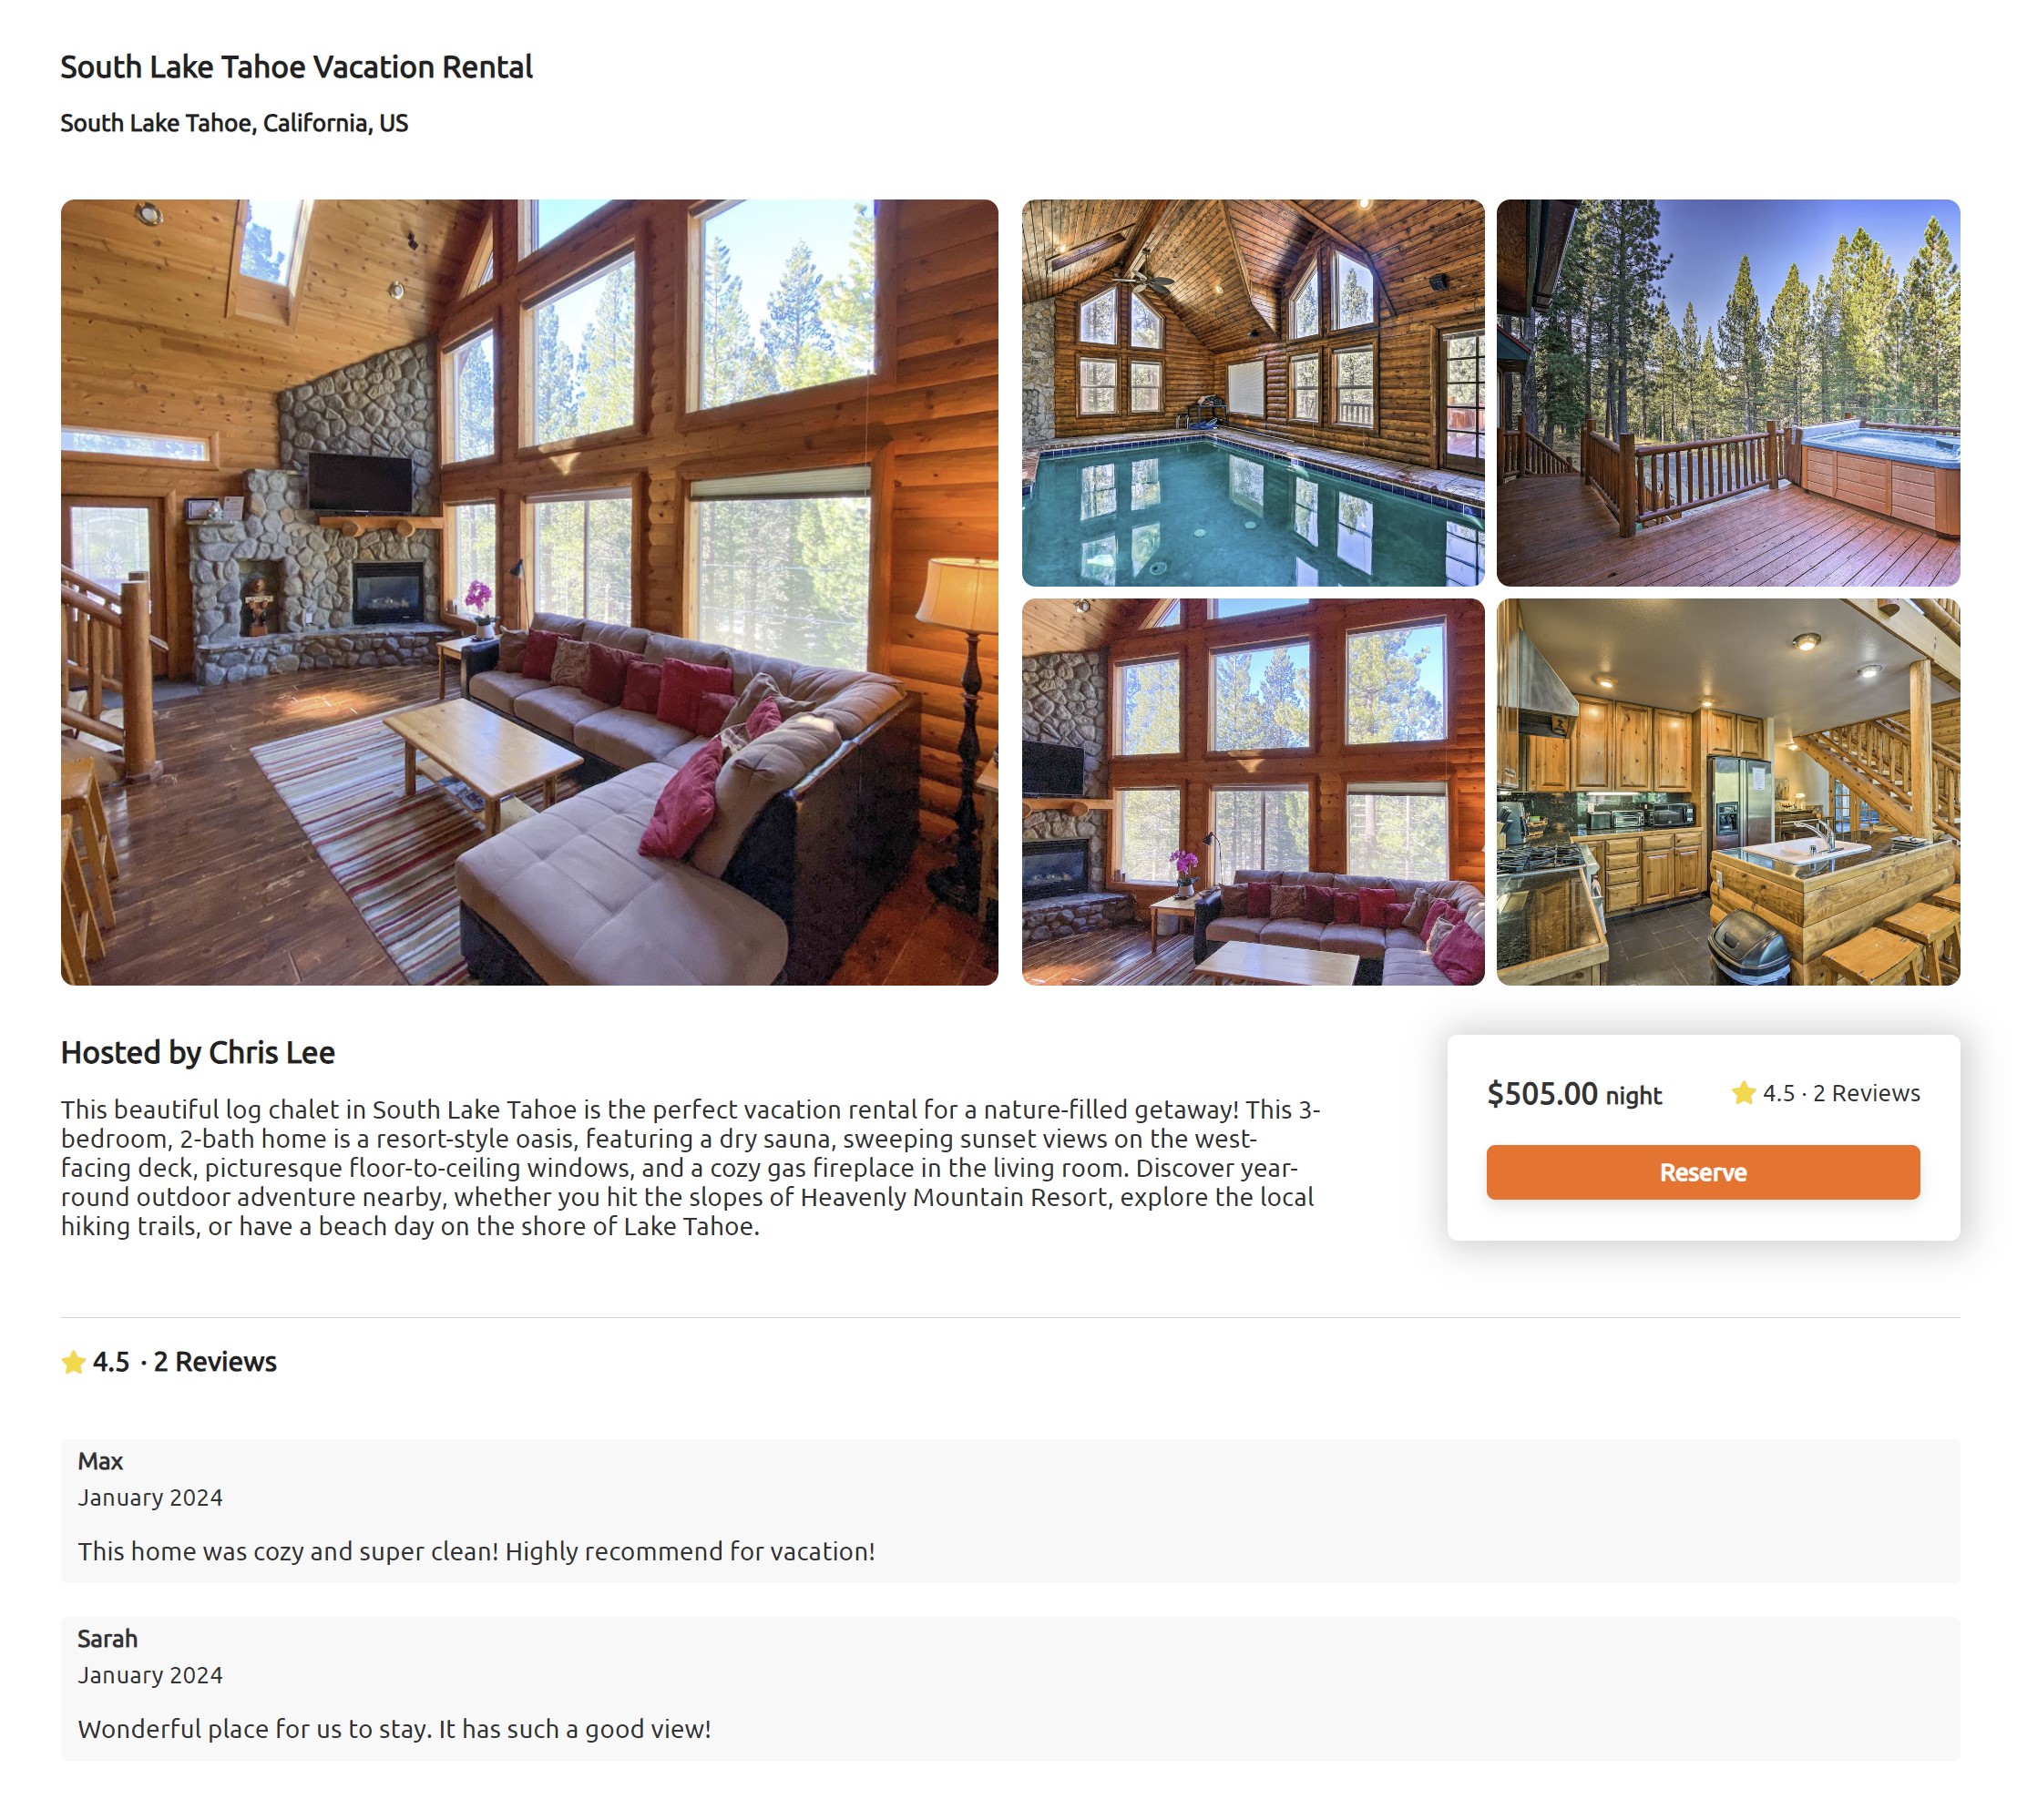 South Lake Tahoe Vacation Rental
South Lake Tahoe, California, US
Hosted by Chris Lee
This beautiful log chalet in South Lake Tahoe is the perfect vacation rental for a nature-filled getaway! This 3-
bedroom, 2-bath home is a resort-style oasis, featuring a dry sauna, sweeping sunset views on the west-
facing deck, picturesque floor-to-ceiling windows, and a cozy gas fireplace in the living room. Discover year-
round outdoor adventure nearby, whether you hit the slopes of Heavenly Mountain Resort, explore the local
hiking trails, or have a beach day on the shore of Lake Tahoe.
$505.00 night
4.5 · 2 Reviews
Reserve
4.5 · 2 Reviews
Max
January 2024
This home was cozy and super clean! Highly recommend for vacation!
Sarah
January 2024
Wonderful place for us to stay. It has such a good view!